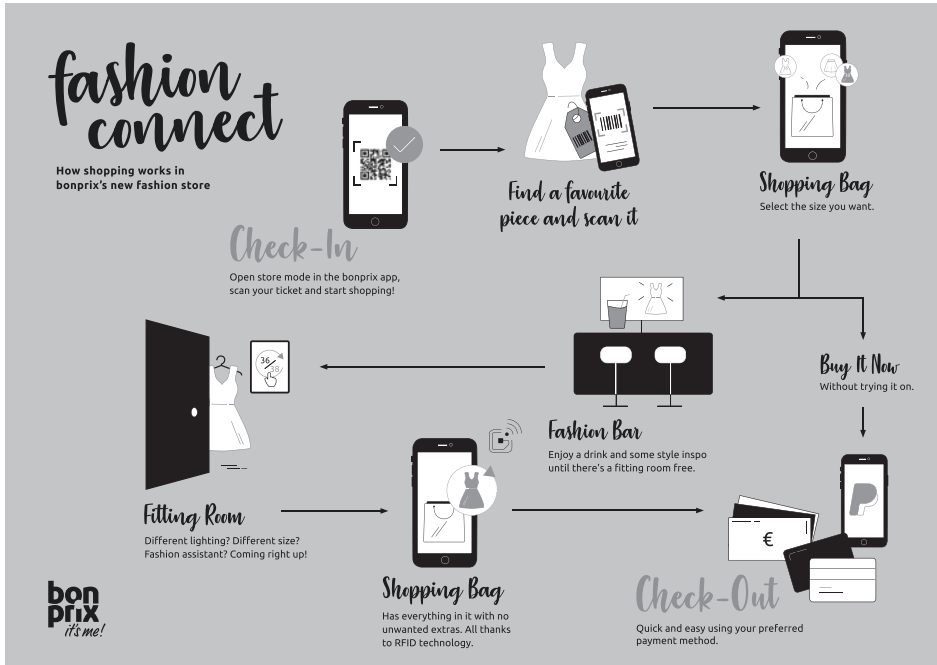 fashion
connect
How shopping works in
bonprix's new fashion store
Check-In
Open store mode in the bonprix app,
scan your ticket and start shopping!
Find a favourite
piece and scan it
Shopping Bag
Select the size you want.
Buy It Now
Without trying it on.
Fashion Bar
Enjoy a drink and some style inspo
until there's a fitting room free.
36
38
Fitting Room
Different lighting? Different size?
Fashion assistant? Coming right up!
Shopping Bag
Has everything in it with no
unwanted extras. All thanks
to RFID technology.
€
P
Check-Out
Quick and easy using your preferred
payment method.
bon
prix
it's me!